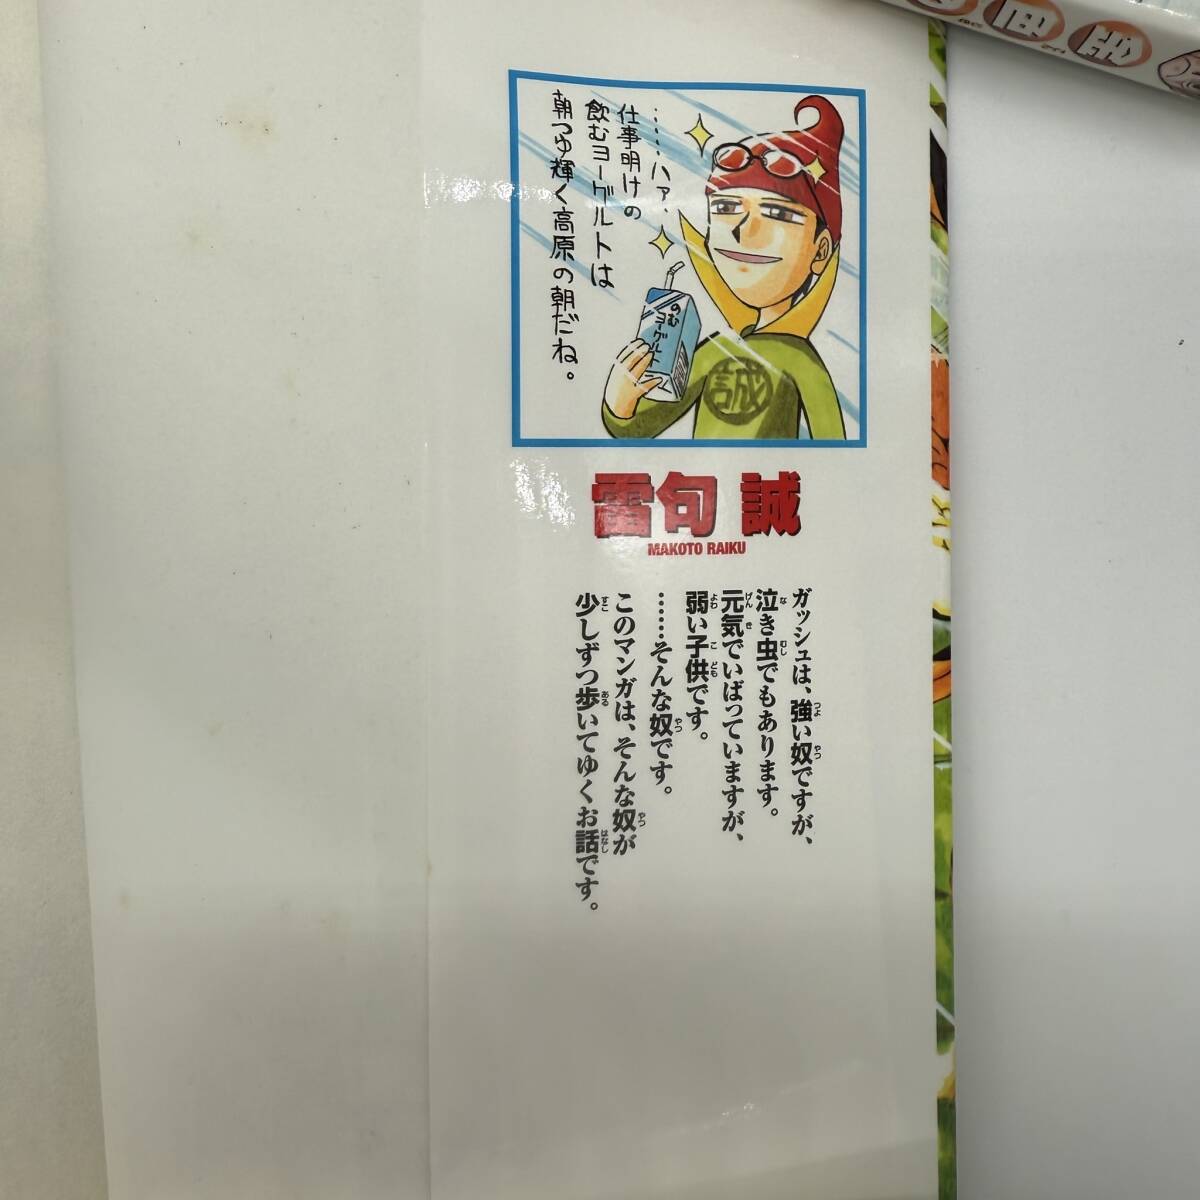 ……ハァ、
仕事明けの
飲むヨーグルトは
朝つゆ輝く高原の朝だね。
のむ
ヨーグルト
誠
雷句 誠
MAKOTO RAIKU
ガッシュは、強い奴ですが、
泣き虫でもあります。
元気でいばっていますが、
弱い子供です。
……そんな奴です。
このマンガは、そんな奴が
少しずつ歩いてゆくお話です。